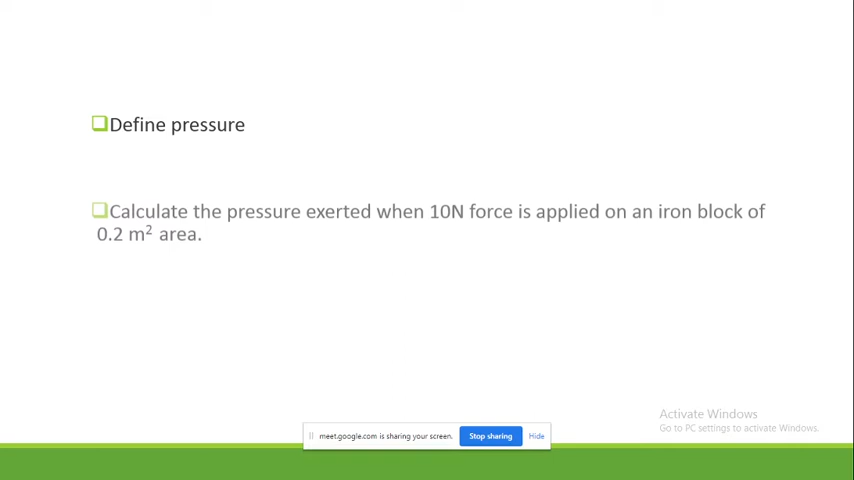 Define pressure
Calculate the pressure exerted when 10N force is applied on an iron block of
0.2 m² area.
Activate Windows
Go to PC settings to activate Windows.
meet.google.com is sharing your screen. Stop sharing Hide